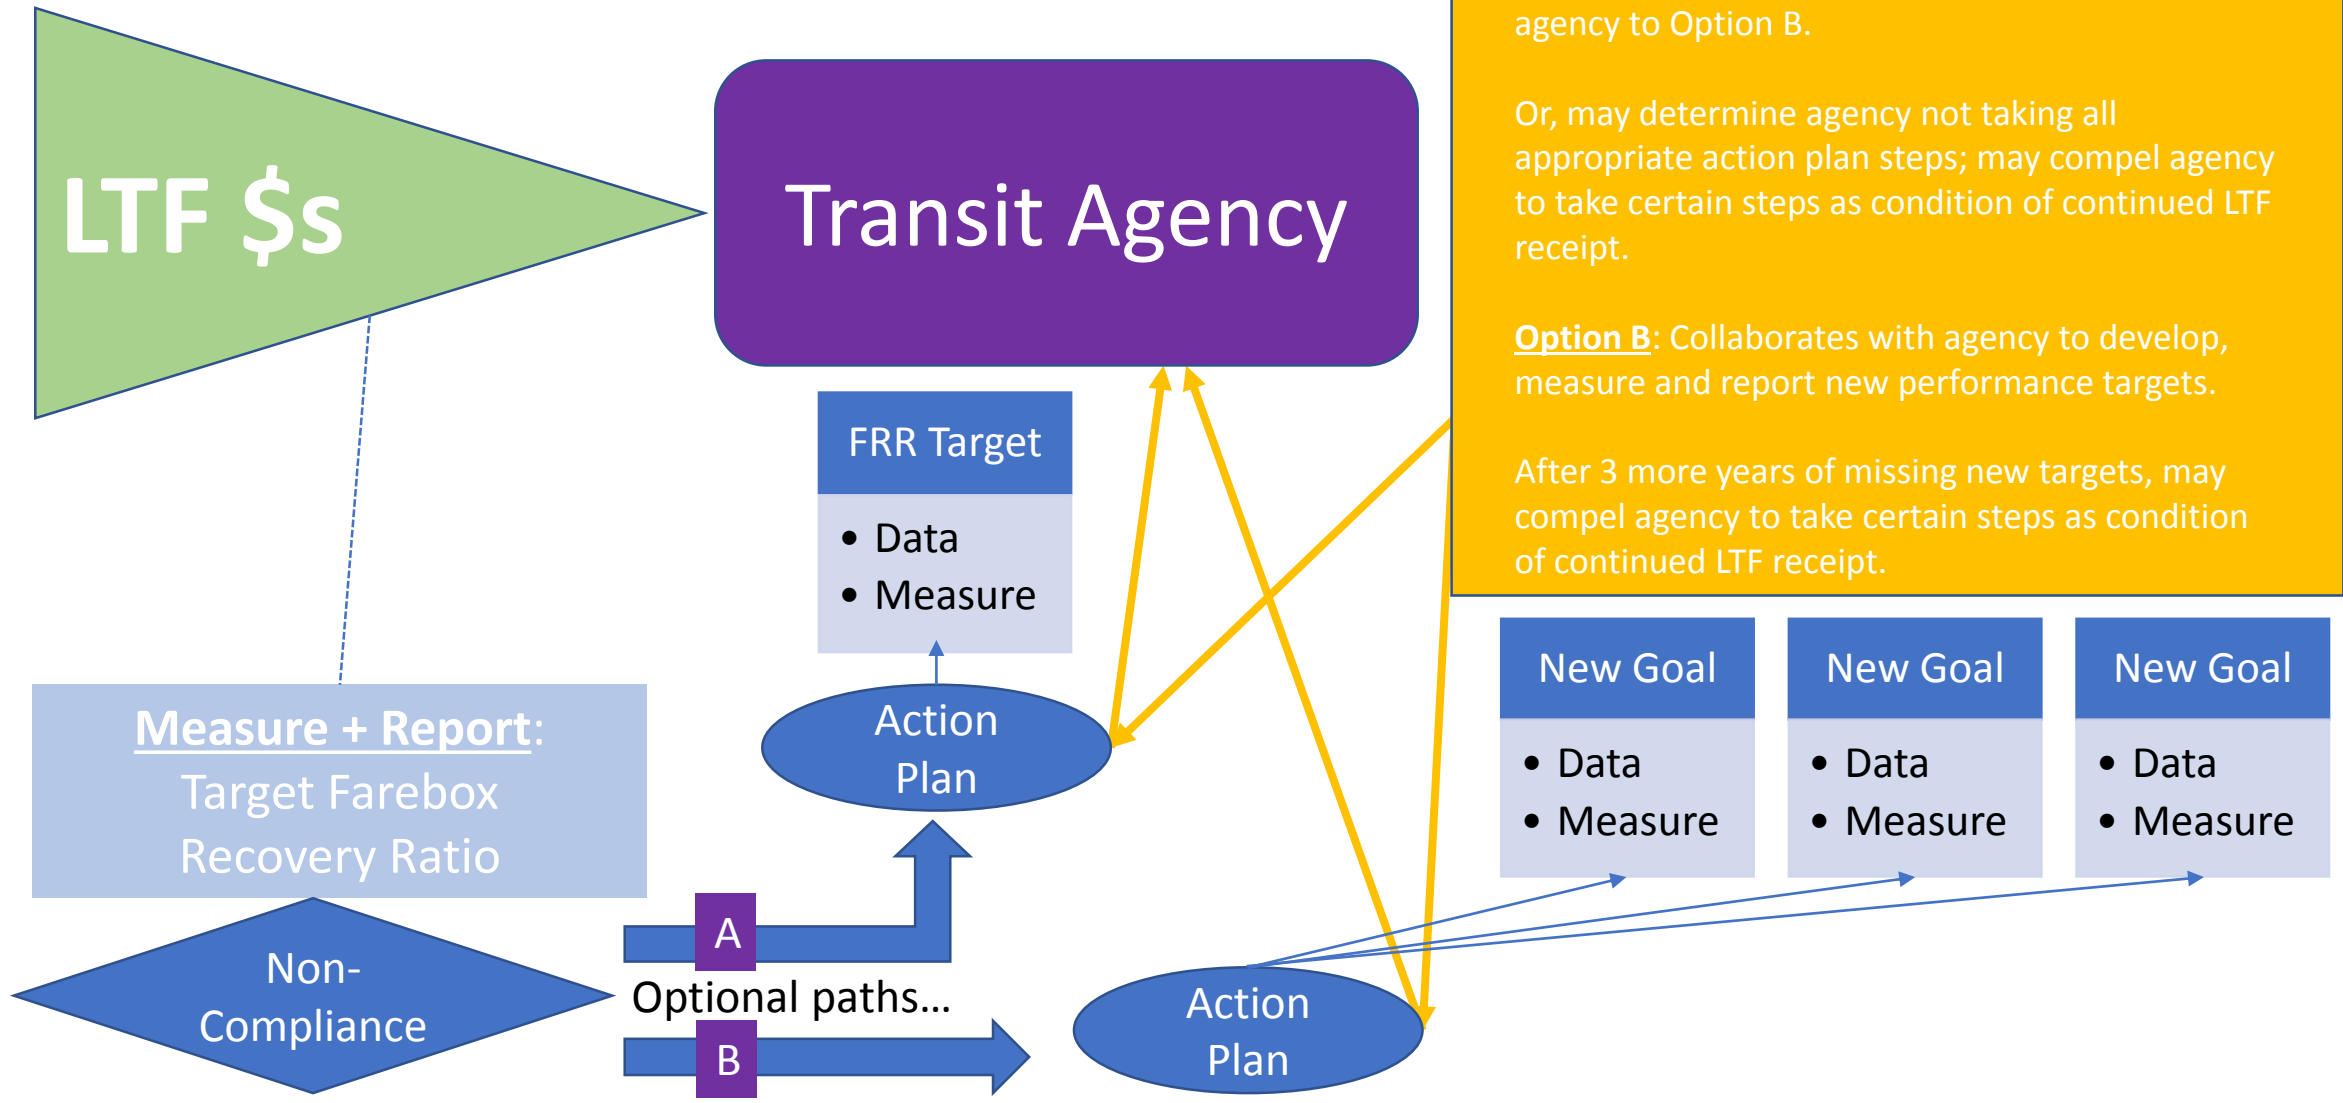 LTF $s
Transit Agency
agency to Option B.
Or, may determine agency not taking all
appropriate action plan steps; may compel agency
to take certain steps as condition of continued LTF
receipt.
Option B: Collaborates with agency to develop,
measure and report new performance targets.
After 3 more years of missing new targets, may
compel agency to take certain steps as condition
of continued LTF receipt.
FRR Target
• Data
• Measure
Action
Plan
Measure + Report:
Target Farebox
Recovery Ratio
Non-
Compliance
A
Optional paths…
B
Action
Plan
New Goal
• Data
• Measure
New Goal
• Data
• Measure
New Goal
• Data
• Measure